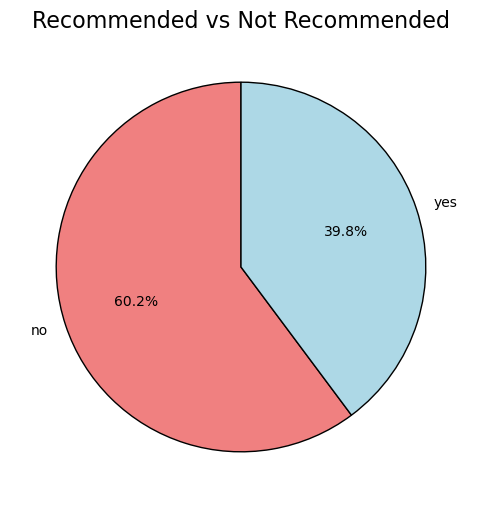 Recommended vs Not Recommended
yes
39.8%
60.2%
no